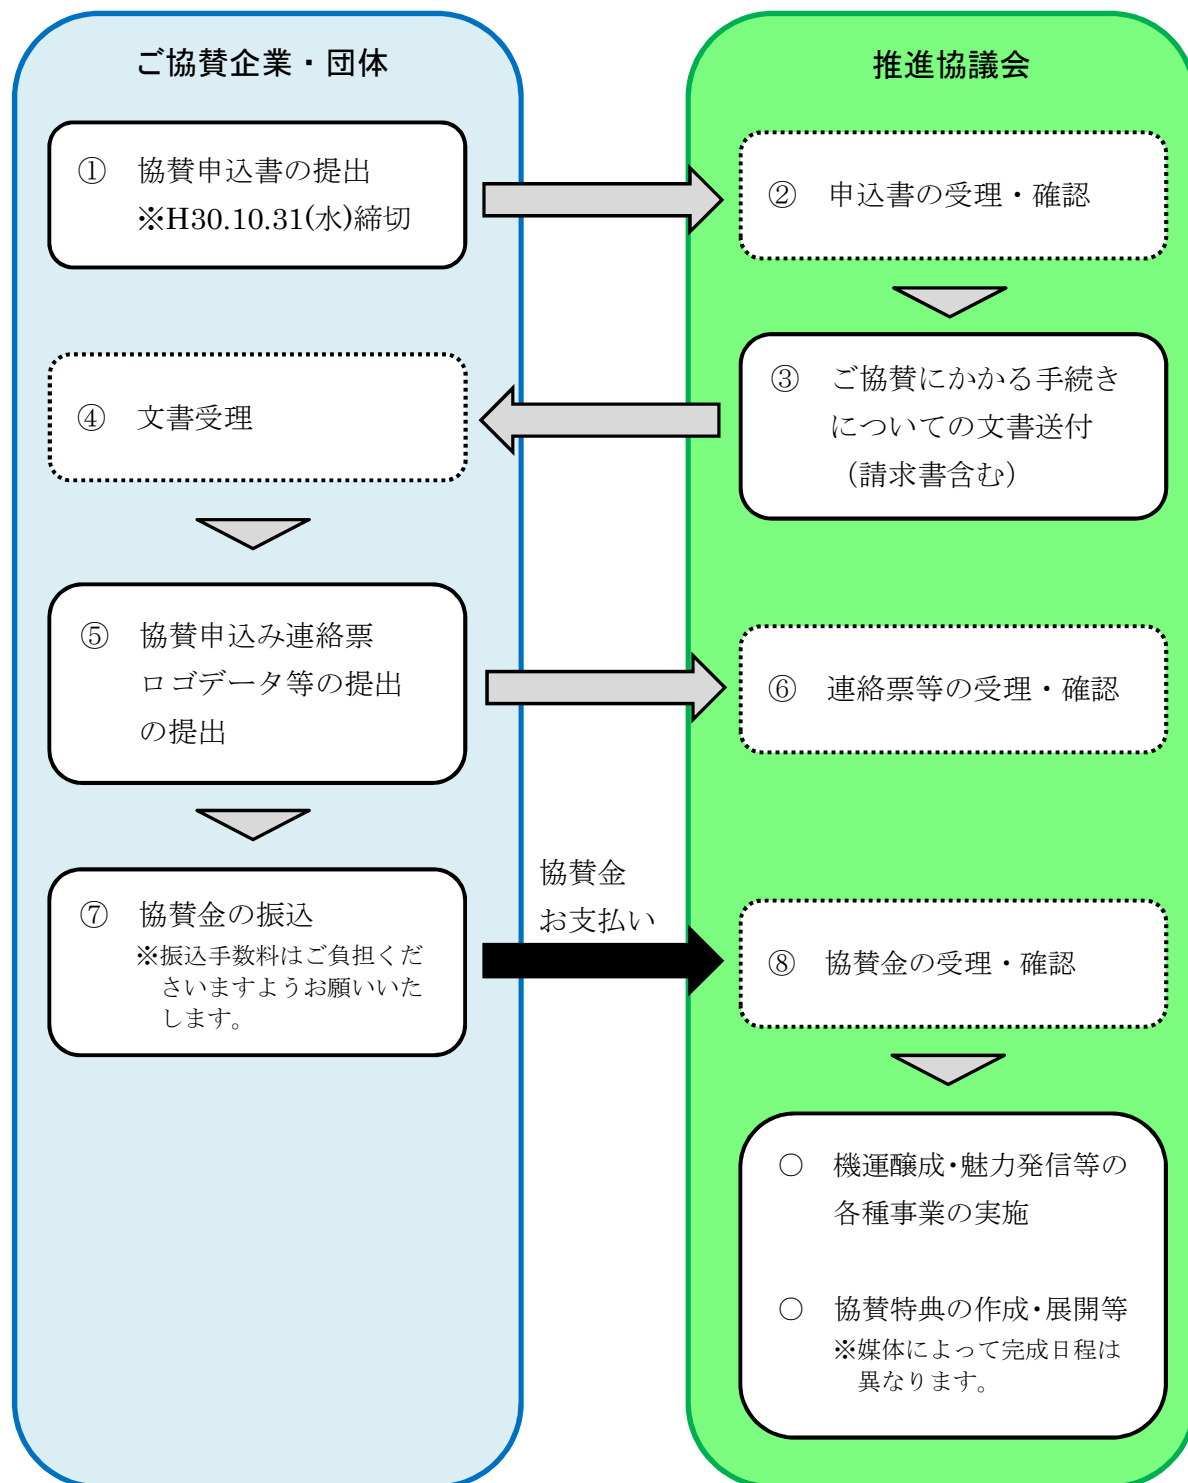 ご協賛企業・団体
推進協議会
① 協賛申込書の提出
※H30.10.31(水)締切
② 申込書の受理・確認
③ ご協賛にかかる手続き
についての文書送付
（請求書含む）
④ 文書受理
⑤ 協賛申込み連絡票
ロゴデータ等の提出
の提出
⑥ 連絡票等の受理・確認
⑦ 協賛金の振込
※振込手数料はご負担くだ
さいますようお願いいた
します。
協賛金
お支払い
⑧ 協賛金の受理・確認
○ 機運醸成・魅力発信等の
各種事業の実施
○ 協賛特典の作成・展開等
※媒体によって完成日程は
異なります。